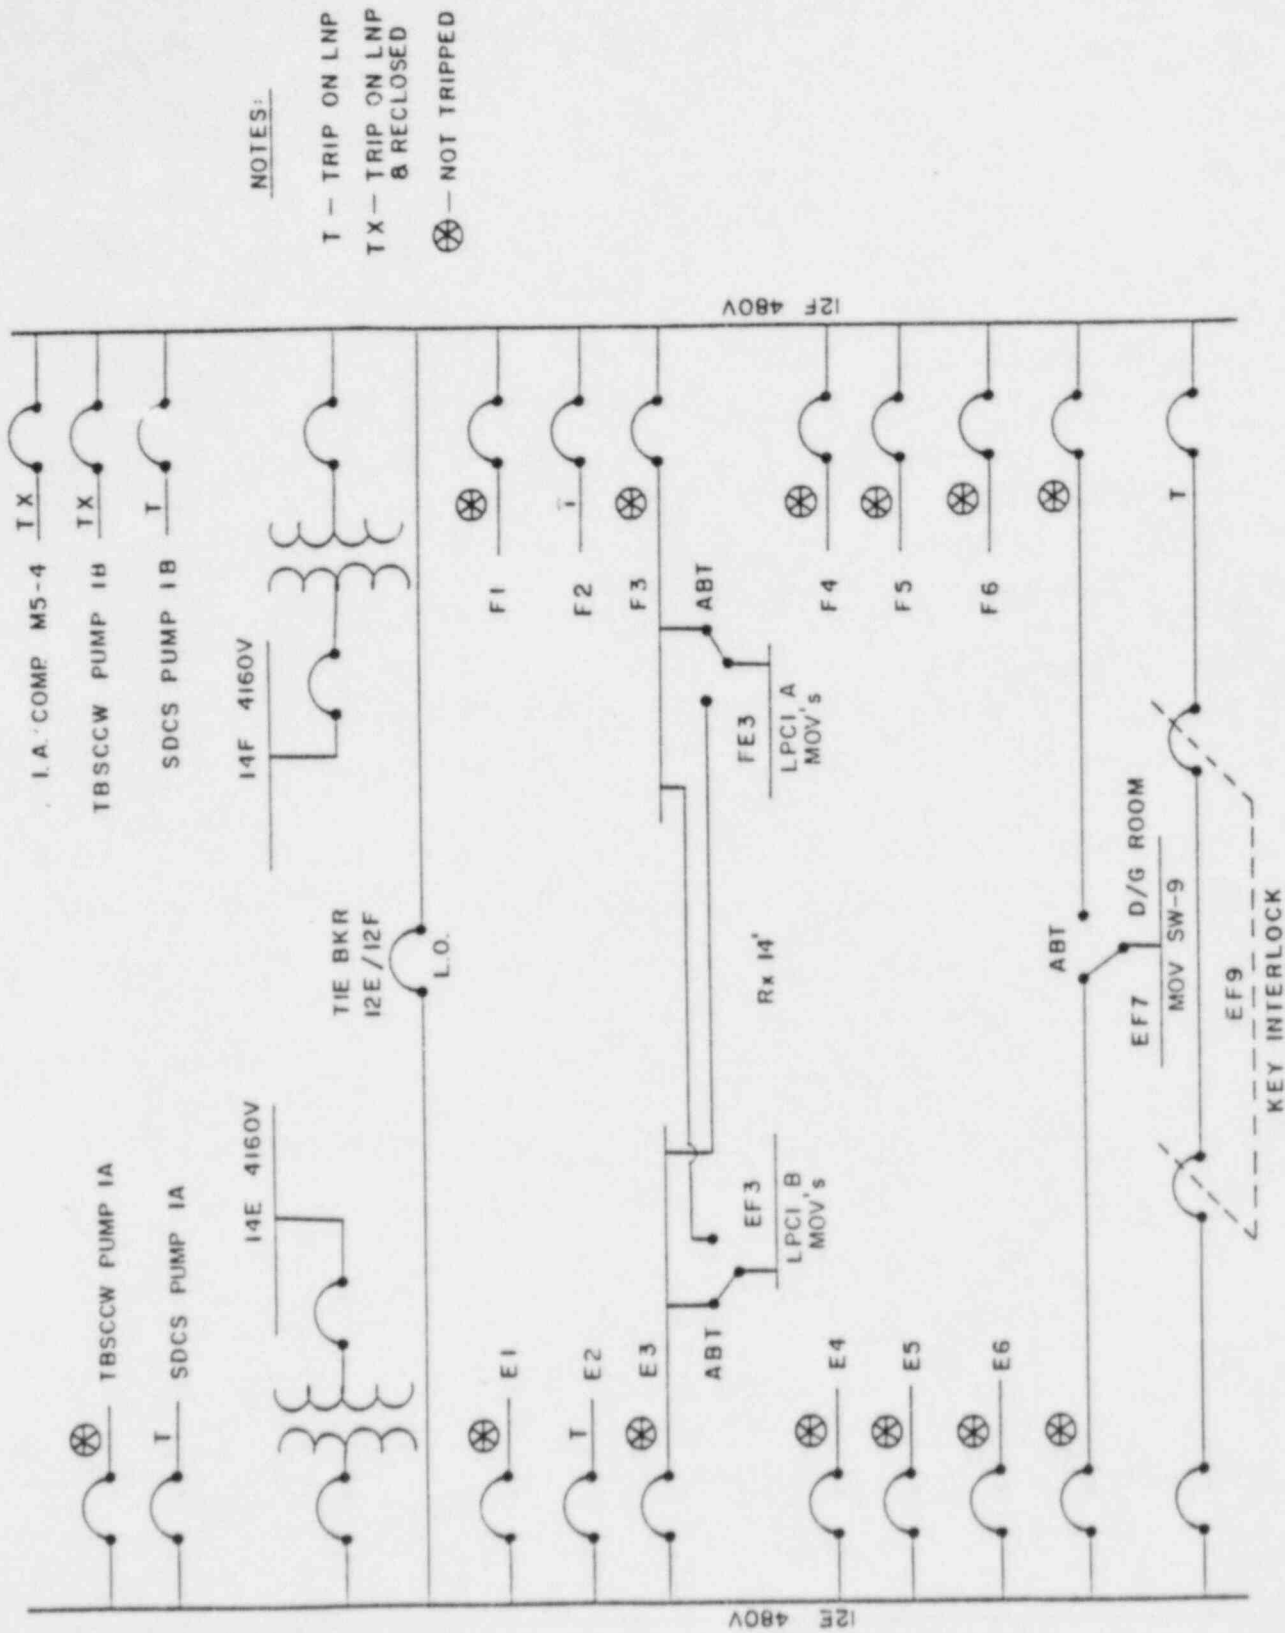 I.A. COMP. M5-4 TX
TBSCCW PUMP 1B TX
SDCS PUMP 1B T
TBSCCW PUMP 1A
T SDCS PUMP 1A
14E 4160V
14F 4160V
TIE BKR
12E/12F
L.O.
E1
F1
T E2
F2
E3
F3
ABT
ABT
EF3
LPCI B
MOV's
FE3
LPCI A
MOV's
Rx 14'
E4
F4
E5
F5
E6
F6
ABT
EF7 D/G ROOM
MOV SW-9
T
EF9
KEY INTERLOCK
12E 480V
12F 480V
NOTES:
T — TRIP ON LNP
TX — TRIP ON LNP
& RECLOSED
— NOT TRIPPED